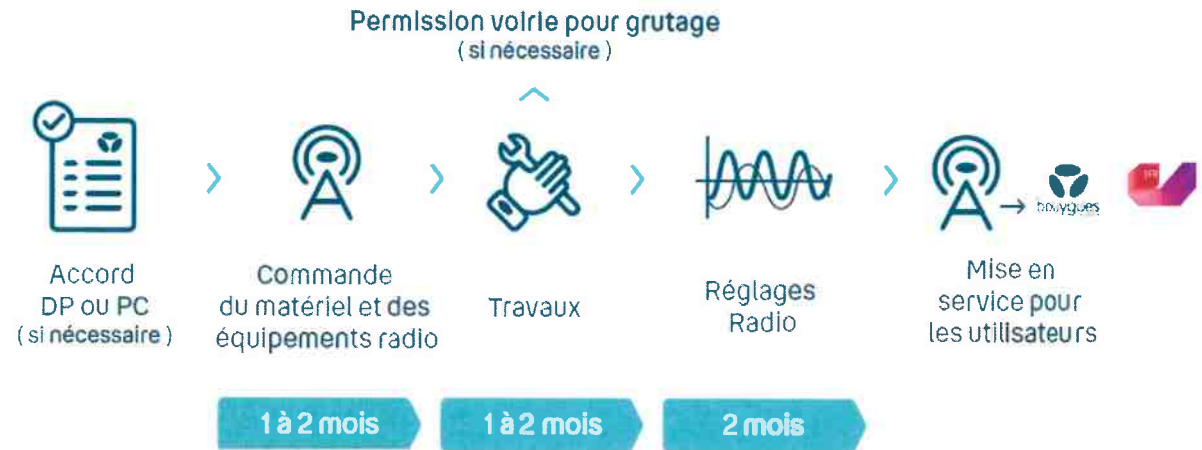 Permission voirie pour grutage
( si nécessaire )
Accord
DP ou PC
( si nécessaire )
Commande
du matériel et des
équipements radio
Travaux
Réglages
Radio
bouygues
SFR
Mise en
service pour
les utilisateurs
1 à 2 mois
1 à 2 mois
2 mois